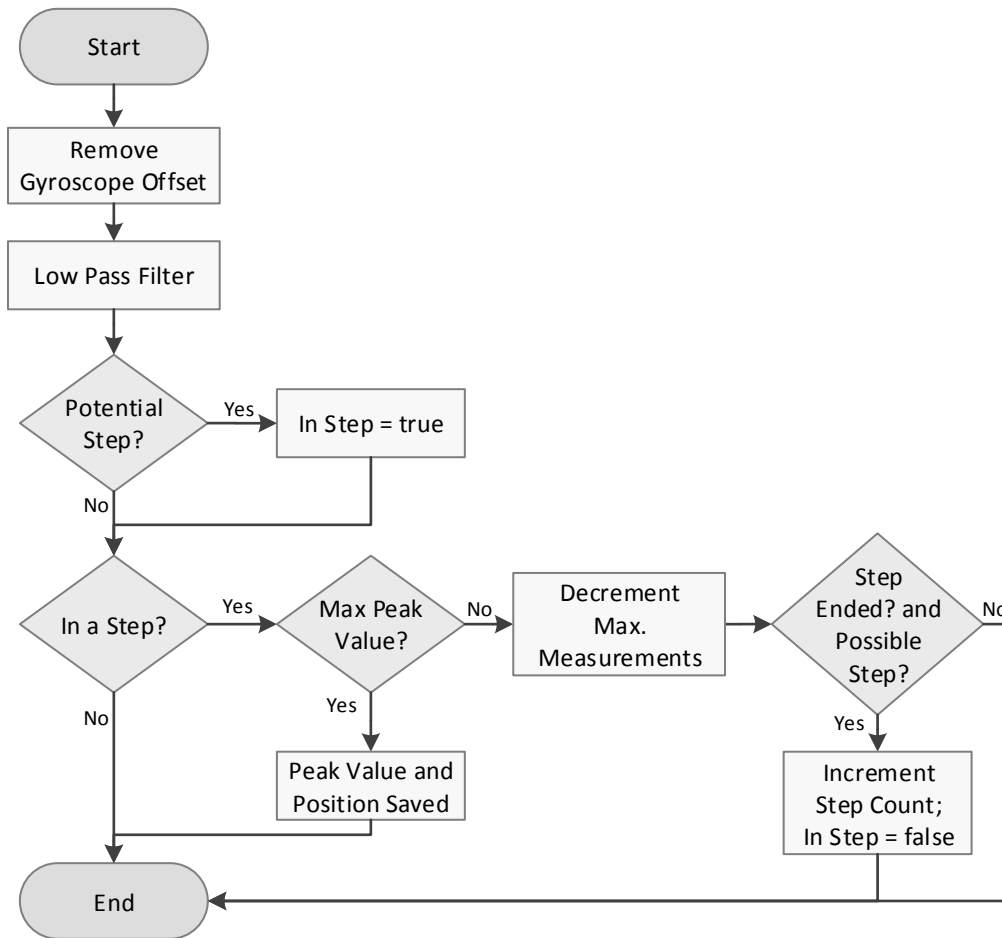 Start
Remove
Gyroscope Offset
Low Pass Filter
Potential
Step?
Yes
In Step = true
No
In a Step?
Yes
Max Peak
Value?
No
Decrement
Max.
Measurements
Step
Ended? and
Possible
Step?
No
No
Yes
Peak Value and
Position Saved
Yes
Increment
Step Count;
In Step = false
End